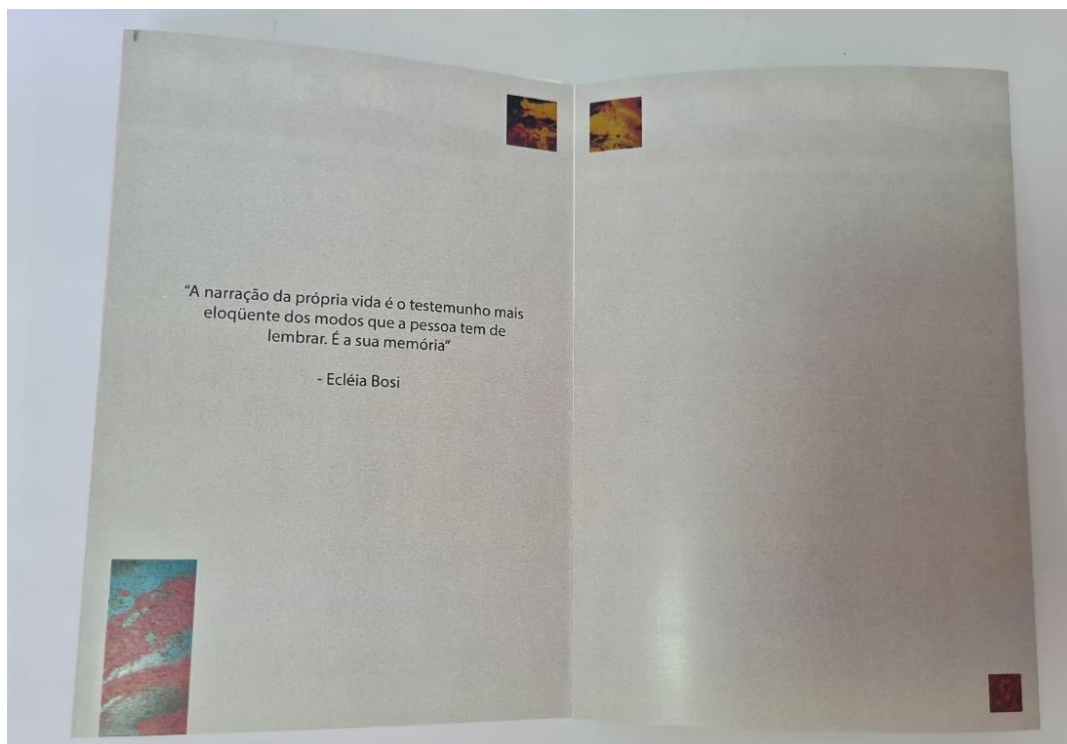 “A narração da própria vida é o testemunho mais
eloqüente dos modos que a pessoa tem de
lembrar. É a sua memória”
- Ecléia Bosi